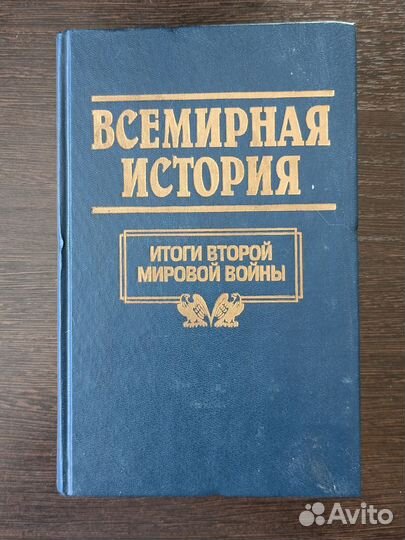 ВСЕМИРНАЯ
ИСТОРИЯ
ИТОГИ ВТОРОЙ
МИРОВОЙ ВОЙНЫ
Avito